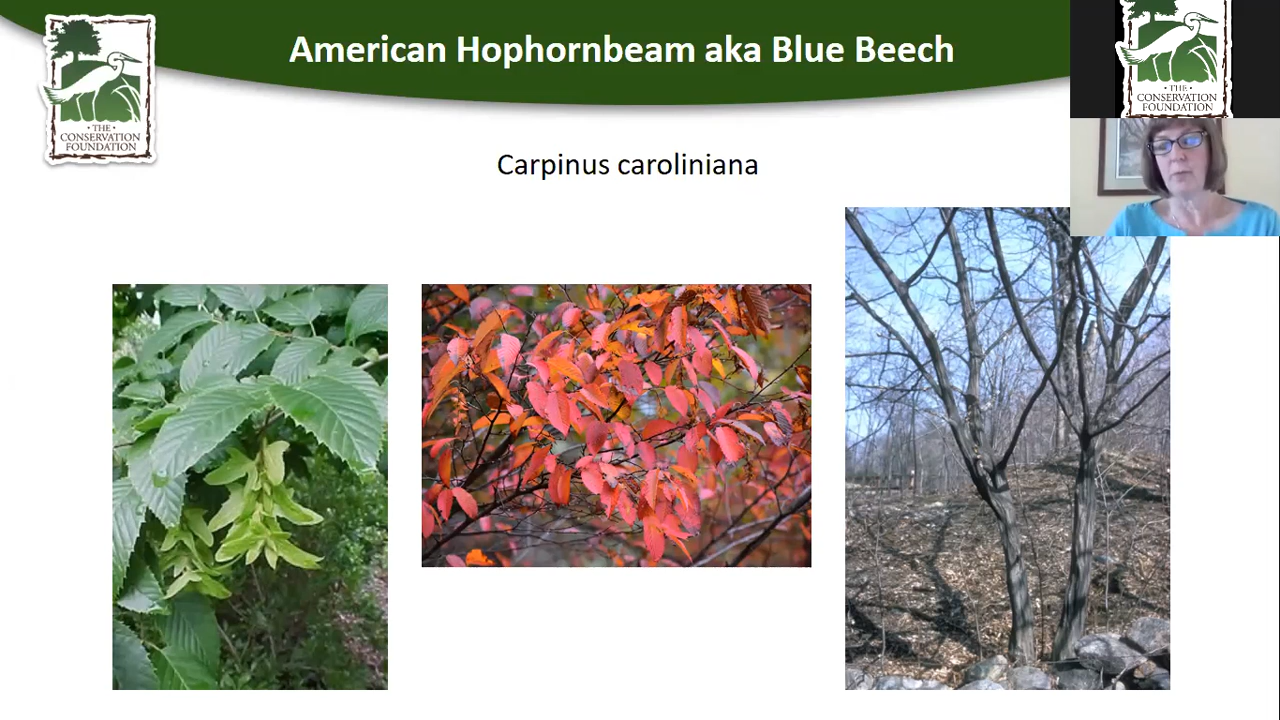 American Hophornbeam aka Blue Beech
Carpinus caroliniana
• THE •
CONSERVATION
FOUNDATION
• THE •
CONSERVATION
FOUNDATION